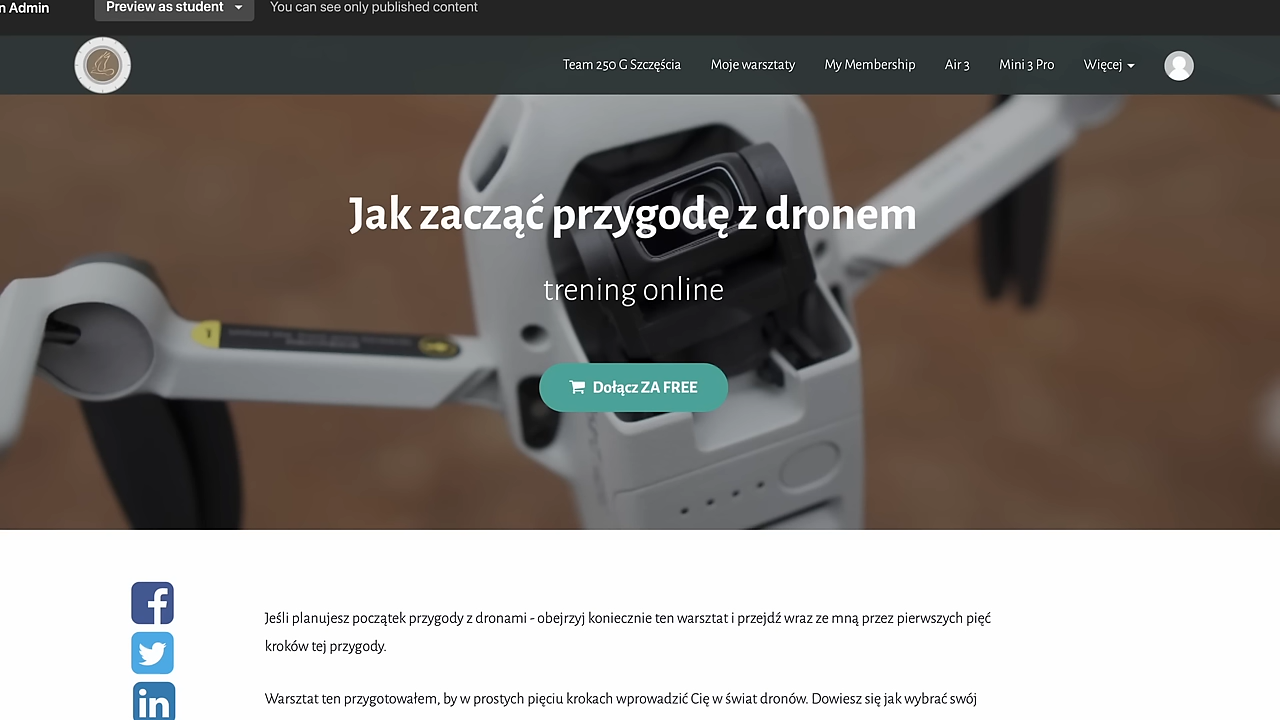 n Admin
Preview as student
You can see only published content
Team 250 G Szczęścia
Moje warsztaty
My Membership
Air 3
Mini 3 Pro
Więcej
Jak zacząć przygodę z dronem
trening online
Dołącz ZA FREE
Jeśli planujesz początek przygody z dronami - obejrzyj koniecznie ten warsztat i przejdź wraz ze mną przez pierwszych pięć
kroków tej przygody.
Warsztat ten przygotowałem, by w prostych pięciu krokach wprowadzić Cię w świat dronów. Dowiesz się jak wybrać swój